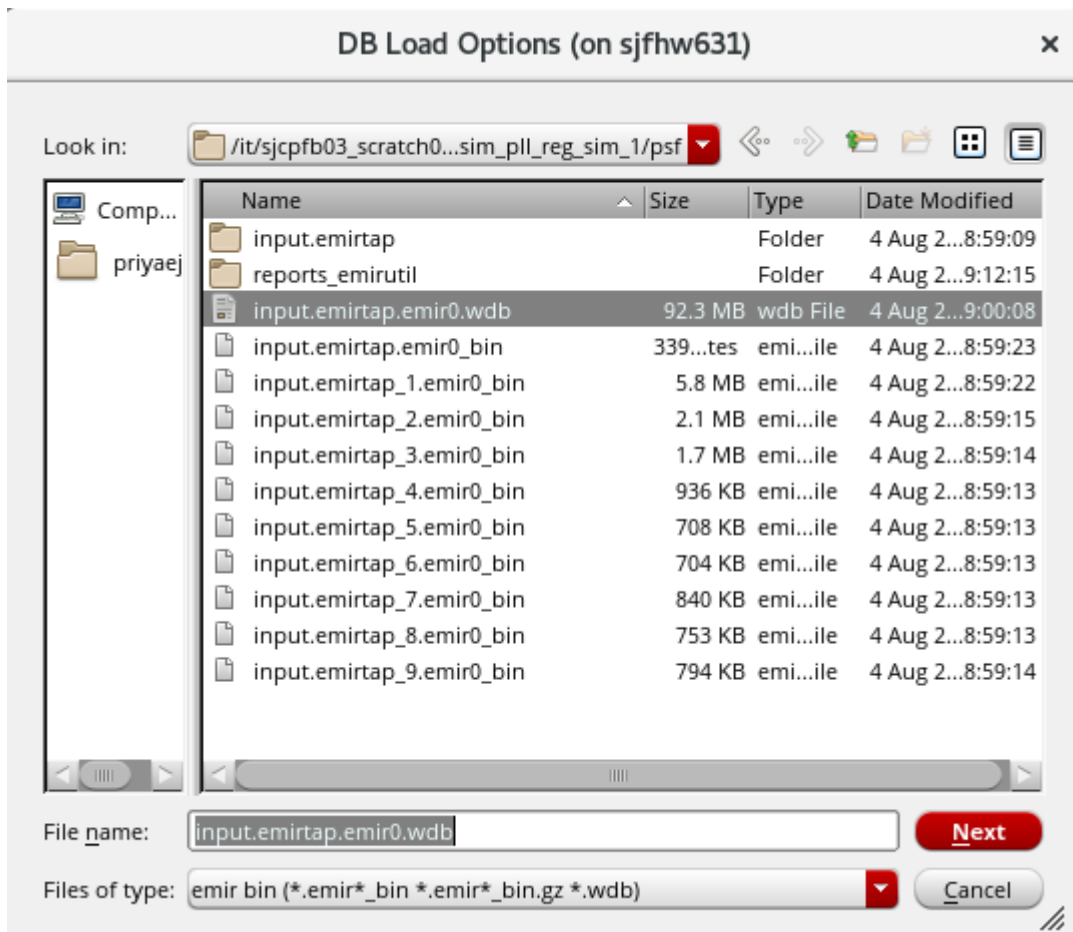 DB Load Options (on sjfhw631)
Look in: /it/sjcpfb03_scratch0...sim_pll_reg_sim_1/psf
Comp...
priyaej
Name Size Type Date Modified
input.emirtap Folder 4 Aug 2...8:59:09
reports_emirutil Folder 4 Aug 2...9:12:15
input.emirtap.emir0.wdb 92.3 MB wdb File 4 Aug 2...9:00:08
input.emirtap.emir0_bin 339...tes emi...ile 4 Aug 2...8:59:23
input.emirtap_1.emir0_bin 5.8 MB emi...ile 4 Aug 2...8:59:22
input.emirtap_2.emir0_bin 2.1 MB emi...ile 4 Aug 2...8:59:15
input.emirtap_3.emir0_bin 1.7 MB emi...ile 4 Aug 2...8:59:14
input.emirtap_4.emir0_bin 936 KB emi...ile 4 Aug 2...8:59:13
input.emirtap_5.emir0_bin 708 KB emi...ile 4 Aug 2...8:59:13
input.emirtap_6.emir0_bin 704 KB emi...ile 4 Aug 2...8:59:13
input.emirtap_7.emir0_bin 840 KB emi...ile 4 Aug 2...8:59:13
input.emirtap_8.emir0_bin 753 KB emi...ile 4 Aug 2...8:59:13
input.emirtap_9.emir0_bin 794 KB emi...ile 4 Aug 2...8:59:14
File name: input.emirtap.emir0.wdb Next
Files of type: emir bin (*.emir*_bin *.emir*_bin.gz *.wdb) Cancel